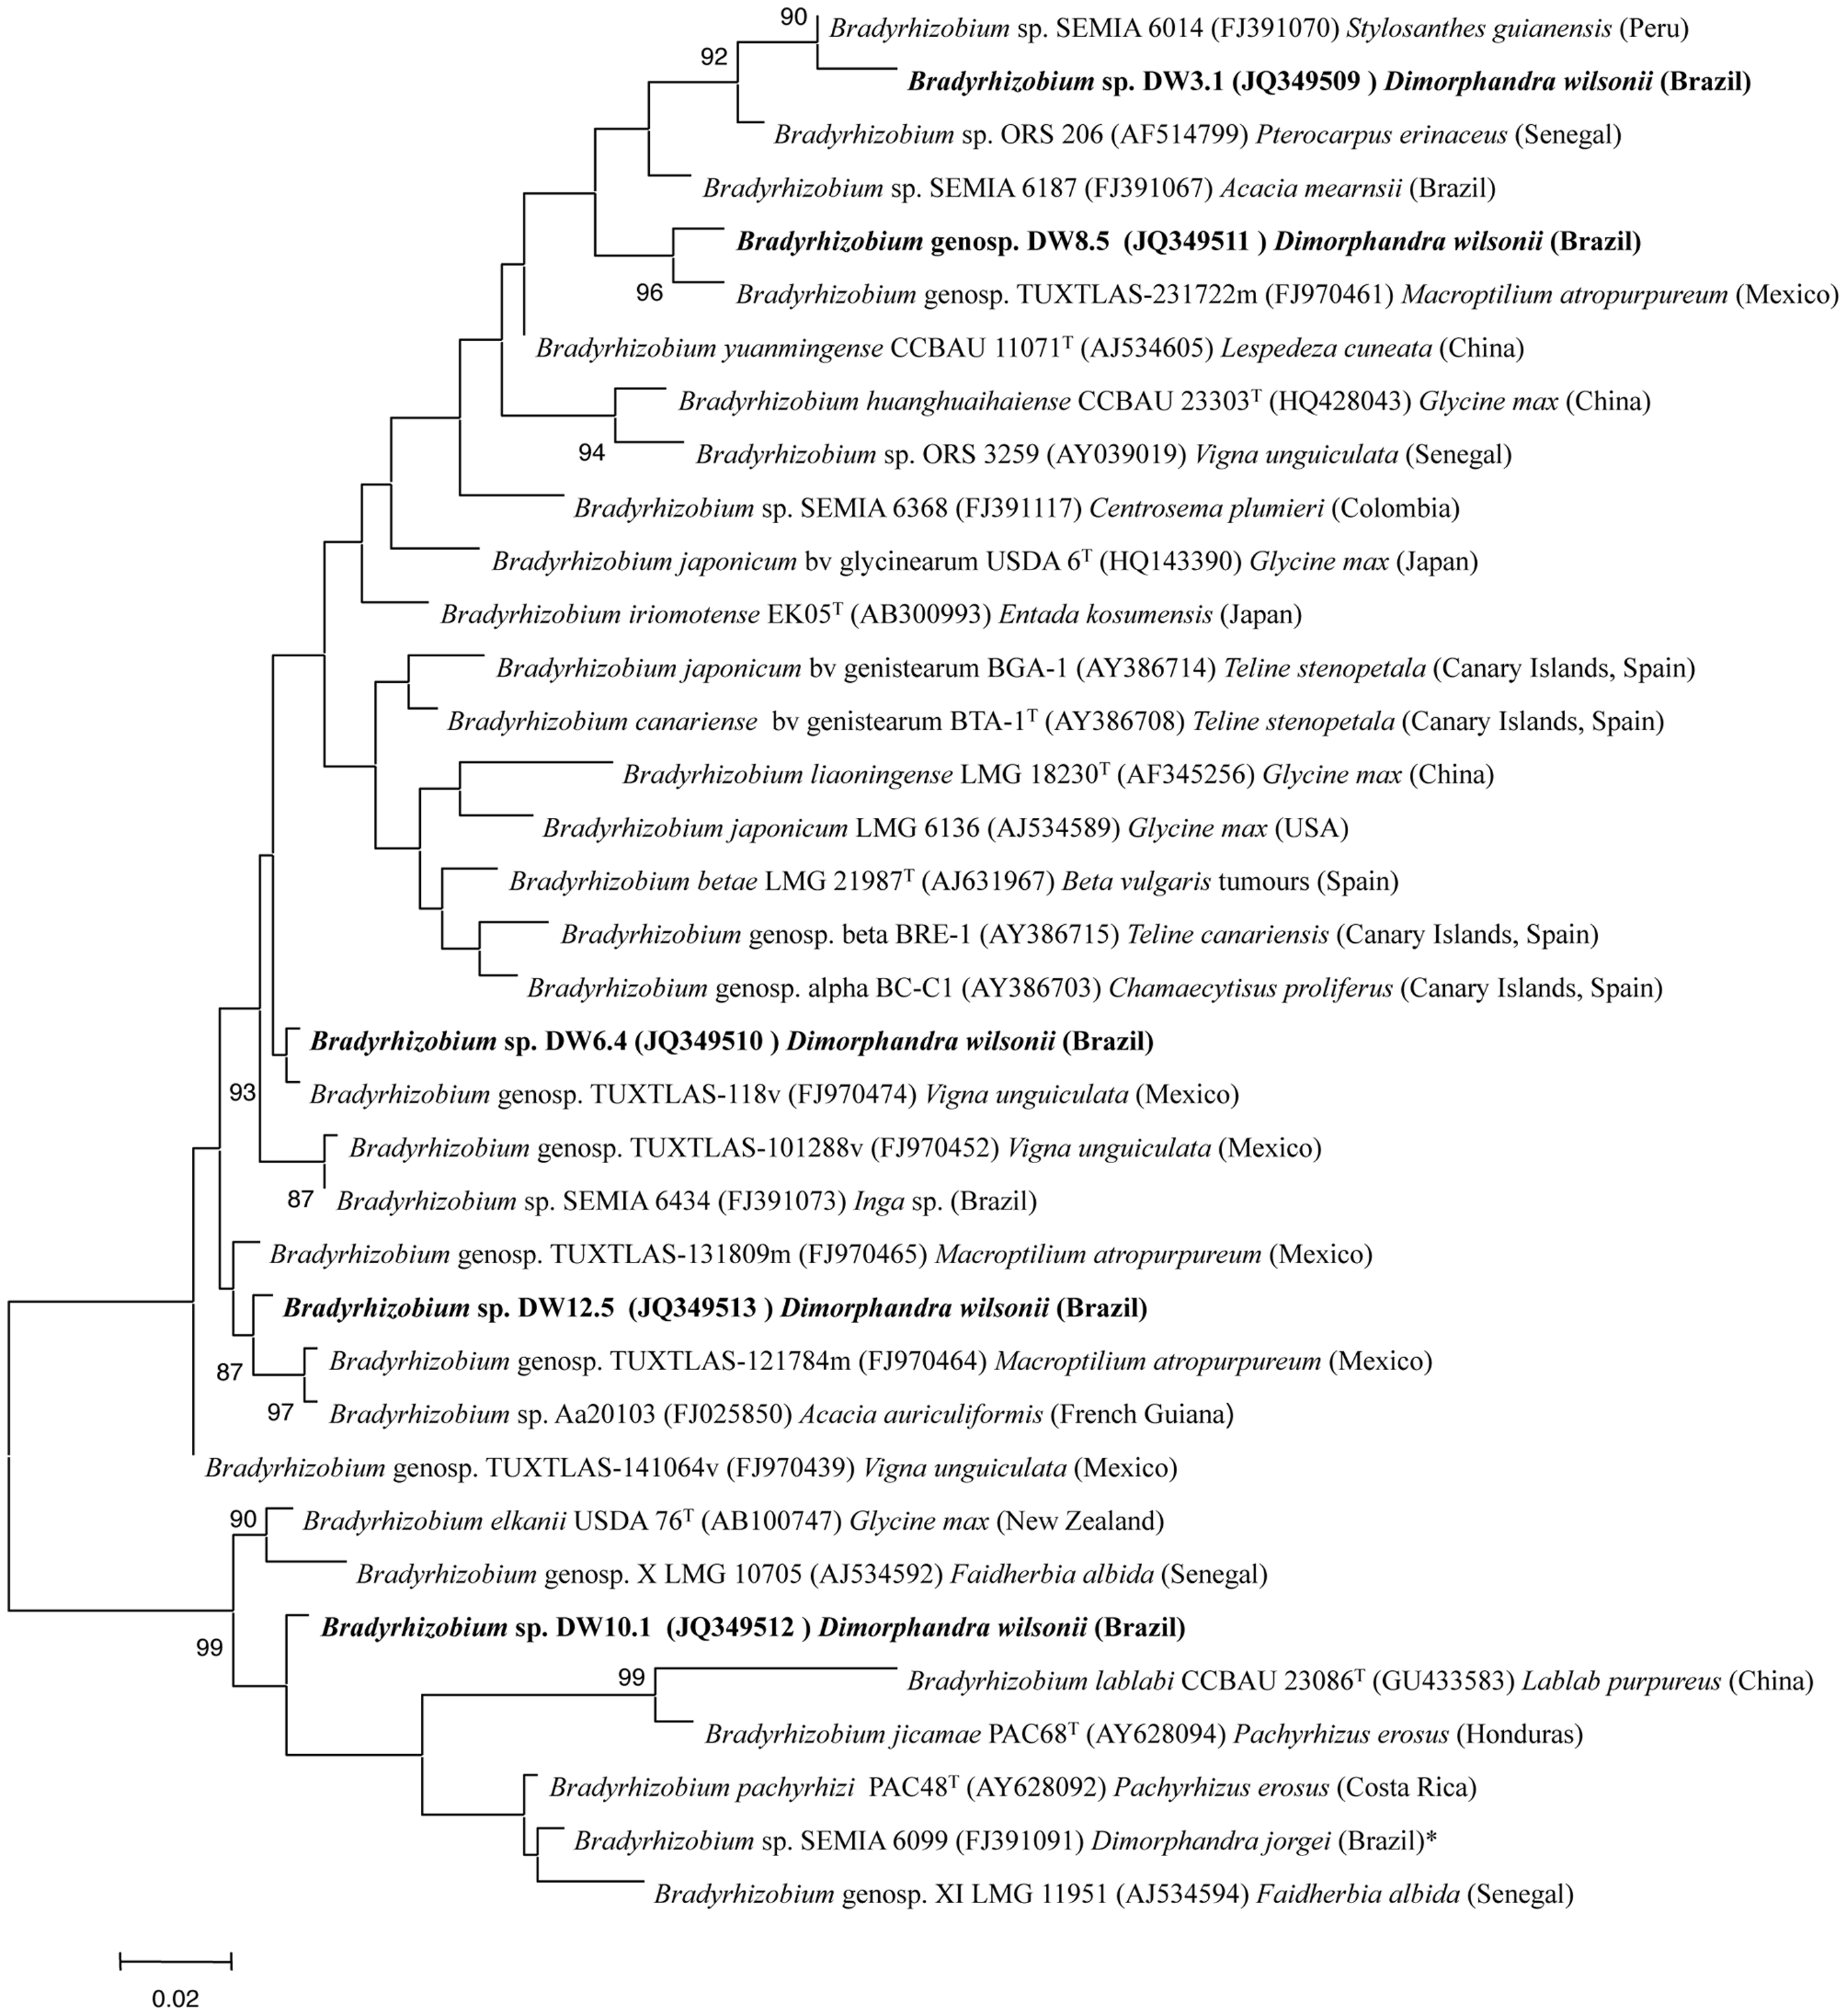 90
Bradyrhizobium sp. SEMIA 6014 (FJ391070) Stylosanthes guianensis (Peru)
92
Bradyrhizobium sp. DW3.1 (JQ349509 ) Dimorphandra wilsonii (Brazil)
Bradyrhizobium sp. ORS 206 (AF514799) Pterocarpus erinaceus (Senegal)
Bradyrhizobium sp. SEMIA 6187 (FJ391067) Acacia mearnsii (Brazil)
Bradyrhizobium genosp. DW8.5 (JQ349511 ) Dimorphandra wilsonii (Brazil)
96
Bradyrhizobium genosp. TUXTLAS-231722m (FJ970461) Macroptilium atropurpureum (Mexico)
Bradyrhizobium yuanmingense CCBAU 11071ᵀ (AJ534605) Lespedeza cuneata (China)
Bradyrhizobium huanghuaihaiense CCBAU 23303ᵀ (HQ428043) Glycine max (China)
94
Bradyrhizobium sp. ORS 3259 (AY039019) Vigna unguiculata (Senegal)
Bradyrhizobium sp. SEMIA 6368 (FJ391117) Centrosema plumieri (Colombia)
Bradyrhizobium japonicum bv glycinearum USDA 6ᵀ (HQ143390) Glycine max (Japan)
Bradyrhizobium iriomotense EK05ᵀ (AB300993) Entada kosumensis (Japan)
Bradyrhizobium japonicum bv genistearum BGA-1 (AY386714) Teline stenopetala (Canary Islands, Spain)
Bradyrhizobium canariense bv genistearum BTA-1ᵀ (AY386708) Teline stenopetala (Canary Islands, Spain)
Bradyrhizobium liaoningense LMG 18230ᵀ (AF345256) Glycine max (China)
Bradyrhizobium japonicum LMG 6136 (AJ534589) Glycine max (USA)
Bradyrhizobium betae LMG 21987ᵀ (AJ631967) Beta vulgaris tumours (Spain)
Bradyrhizobium genosp. beta BRE-1 (AY386715) Teline canariensis (Canary Islands, Spain)
Bradyrhizobium genosp. alpha BC-C1 (AY386703) Chamaecytisus proliferus (Canary Islands, Spain)
Bradyrhizobium sp. DW6.4 (JQ349510 ) Dimorphandra wilsonii (Brazil)
93
Bradyrhizobium genosp. TUXTLAS-118v (FJ970474) Vigna unguiculata (Mexico)
Bradyrhizobium genosp. TUXTLAS-101288v (FJ970452) Vigna unguiculata (Mexico)
87
Bradyrhizobium sp. SEMIA 6434 (FJ391073) Inga sp. (Brazil)
Bradyrhizobium genosp. TUXTLAS-131809m (FJ970465) Macroptilium atropurpureum (Mexico)
Bradyrhizobium sp. DW12.5 (JQ349513 ) Dimorphandra wilsonii (Brazil)
87
Bradyrhizobium genosp. TUXTLAS-121784m (FJ970464) Macroptilium atropurpureum (Mexico)
97
Bradyrhizobium sp. Aa20103 (FJ025850) Acacia auriculiformis (French Guiana)
Bradyrhizobium genosp. TUXTLAS-141064v (FJ970439) Vigna unguiculata (Mexico)
90
Bradyrhizobium elkanii USDA 76ᵀ (AB100747) Glycine max (New Zealand)
Bradyrhizobium genosp. X LMG 10705 (AJ534592) Faidherbia albida (Senegal)
Bradyrhizobium sp. DW10.1 (JQ349512 ) Dimorphandra wilsonii (Brazil)
99
99
Bradyrhizobium lablabi CCBAU 23086ᵀ (GU433583) Lablab purpureus (China)
Bradyrhizobium jicamae PAC68ᵀ (AY628094) Pachyrhizus erosus (Honduras)
Bradyrhizobium pachyrhizi PAC48ᵀ (AY628092) Pachyrhizus erosus (Costa Rica)
Bradyrhizobium sp. SEMIA 6099 (FJ391091) Dimorphandra jorgei (Brazil)*
Bradyrhizobium genosp. XI LMG 11951 (AJ534594) Faidherbia albida (Senegal)
0.02